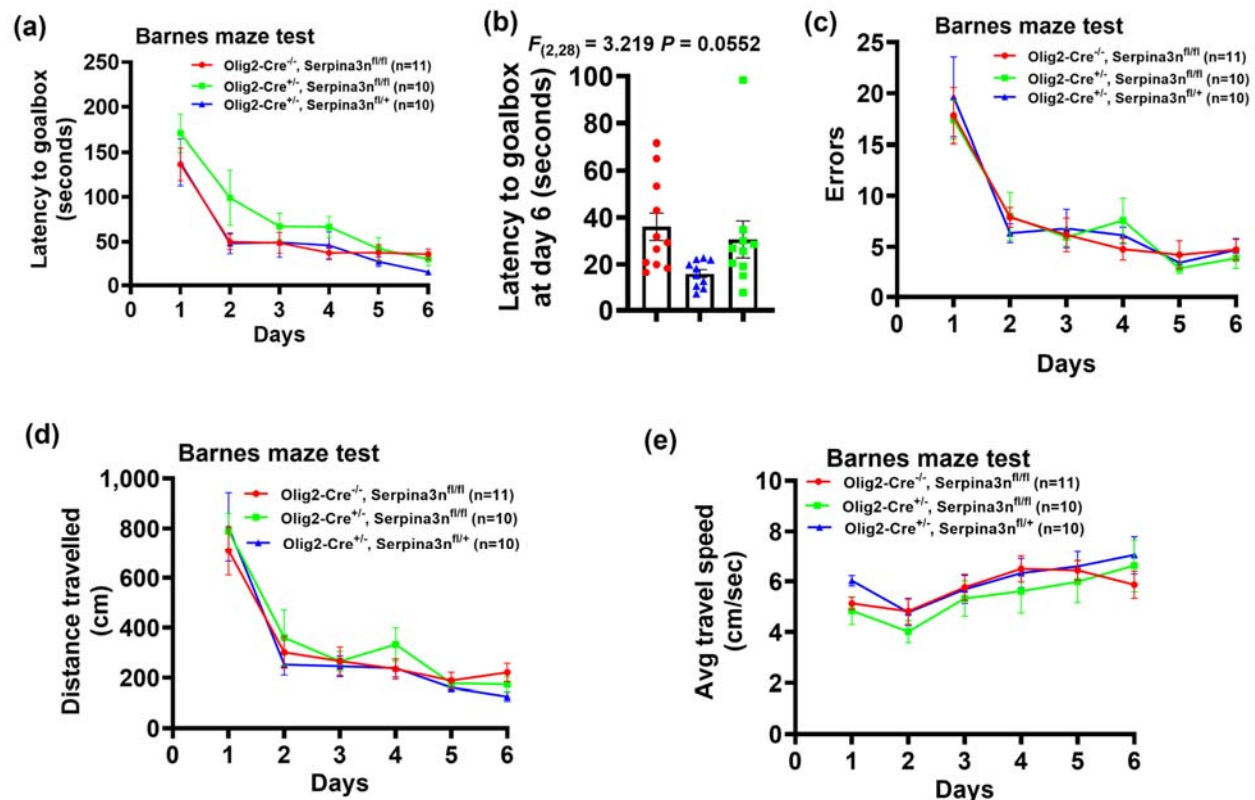 (a)
Barnes maze test
Olig2-Cre-/-, Serpina3nfl/fl (n=11)
Olig2-Cre+/-, Serpina3nfl/fl (n=10)
Olig2-Cre+/-, Serpina3nfl/+ (n=10)
Latency to goalbox
(seconds)
250
200
150
100
50
0
0 1 2 3 4 5 6
Days
(b)
F(2,28) = 3.219 P = 0.0552
Latency to goalbox
at day 6 (seconds)
100
80
60
40
20
0
(c)
Barnes maze test
Olig2-Cre-/-, Serpina3nfl/fl (n=11)
Olig2-Cre+/-, Serpina3nfl/fl (n=10)
Olig2-Cre+/-, Serpina3nfl/+ (n=10)
Errors
25
20
15
10
5
0
0 1 2 3 4 5 6
Days
(d)
Barnes maze test
Olig2-Cre-/-, Serpina3nfl/fl (n=11)
Olig2-Cre+/-, Serpina3nfl/fl (n=10)
Olig2-Cre+/-, Serpina3nfl/+ (n=10)
Distance travelled
(cm)
1,000
800
600
400
200
0
0 1 2 3 4 5 6
Days
(e)
Barnes maze test
Olig2-Cre-/-, Serpina3nfl/fl (n=11)
Olig2-Cre+/-, Serpina3nfl/fl (n=10)
Olig2-Cre+/-, Serpina3nfl/+ (n=10)
Avg travel speed
(cm/sec)
10
8
6
4
2
0
0 1 2 3 4 5 6
Days